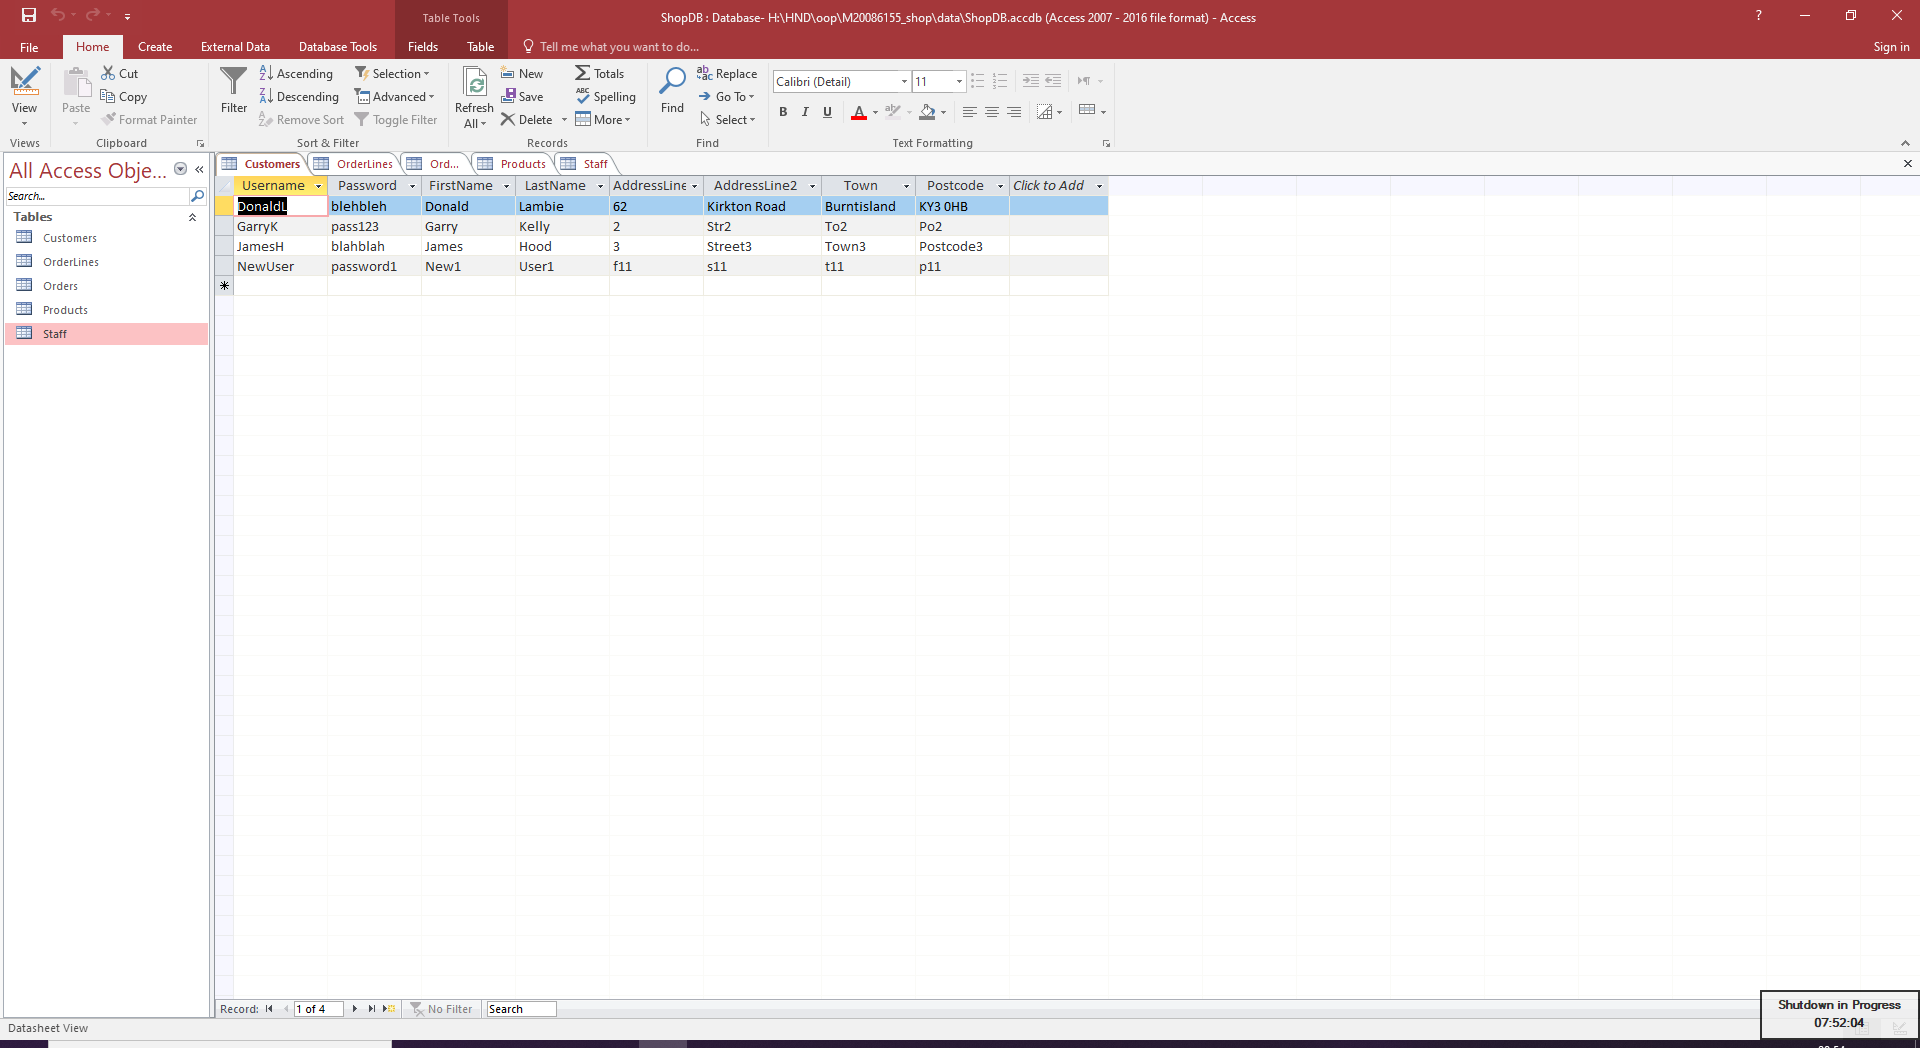 Table Tools
ShopDB : Database- H:\HND\oop\M20086155_shop\data\ShopDB.accdb (Access 2007 - 2016 file format) - Access
?
File Home Create External Data Database Tools Fields Table Tell me what you want to do... Sign in
View
Views
Paste
Cut
Copy
Format Painter
Clipboard
Filter
Ascending
Descending
Remove Sort
Selection
Advanced
Toggle Filter
Sort & Filter
Refresh
All
New
Save
Delete
Totals
Spelling
More
Records
Find
Replace
Go To
Select
Find
Calibri (Detail) 11
B I U A
Text Formatting
All Access Obje...
Search...
Tables
Customers
OrderLines
Orders
Products
Staff
Customers OrderLines Ord... Products Staff
Username Password FirstName LastName AddressLine AddressLine2 Town Postcode Click to Add
DonaldL blehbleh Donald Lambie 62 Kirkton Road Burntisland KY3 0HB
GarryK pass123 Garry Kelly 2 Str2 To2 Po2
JamesH blahblah James Hood 3 Street3 Town3 Postcode3
NewUser password1 New1 User1 f11 s11 t11 p11
Record: 1 of 4 No Filter Search
Datasheet View
Shutdown in Progress
07:52:04